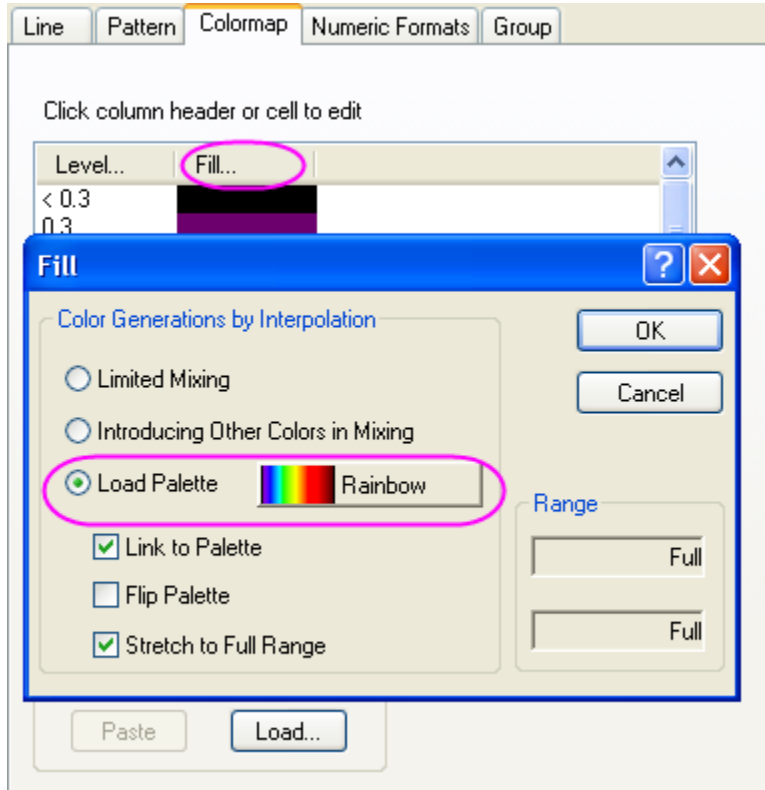 Line Pattern Colormap Numeric Formats Group
Click column header or cell to edit
Level... Fill...
< 0.3
0.3
Fill
Color Generations by Interpolation
OK
Limited Mixing
Cancel
Introducing Other Colors in Mixing
Load Palette Rainbow
Range
Link to Palette
Full
Flip Palette
Full
Stretch to Full Range
Paste Load...